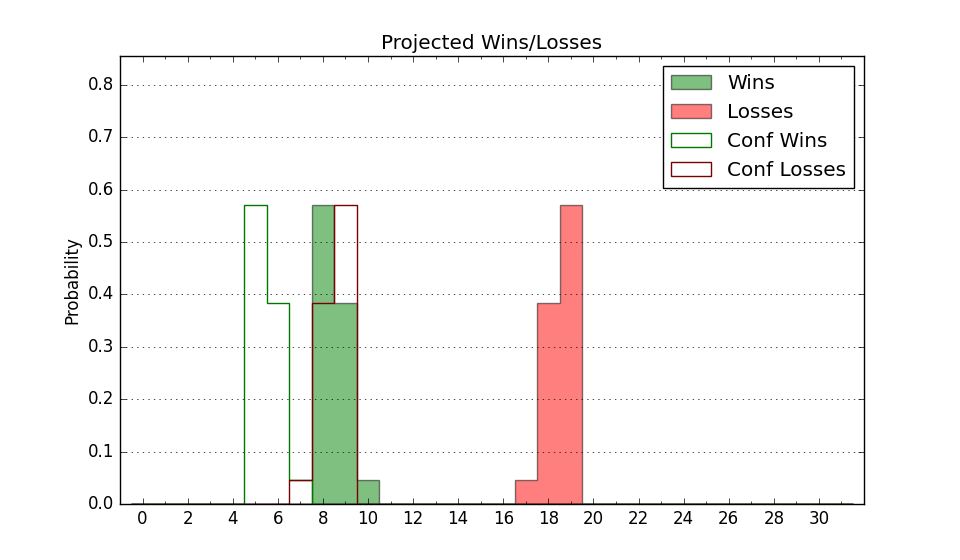 Projected Wins/Losses
Probability
0.8
0.7
0.6
0.5
0.4
0.3
0.2
0.1
0.0
0 2 4 6 8 10 12 14 16 18 20 22 24 26 28 30
Wins
Losses
Conf Wins
Conf Losses